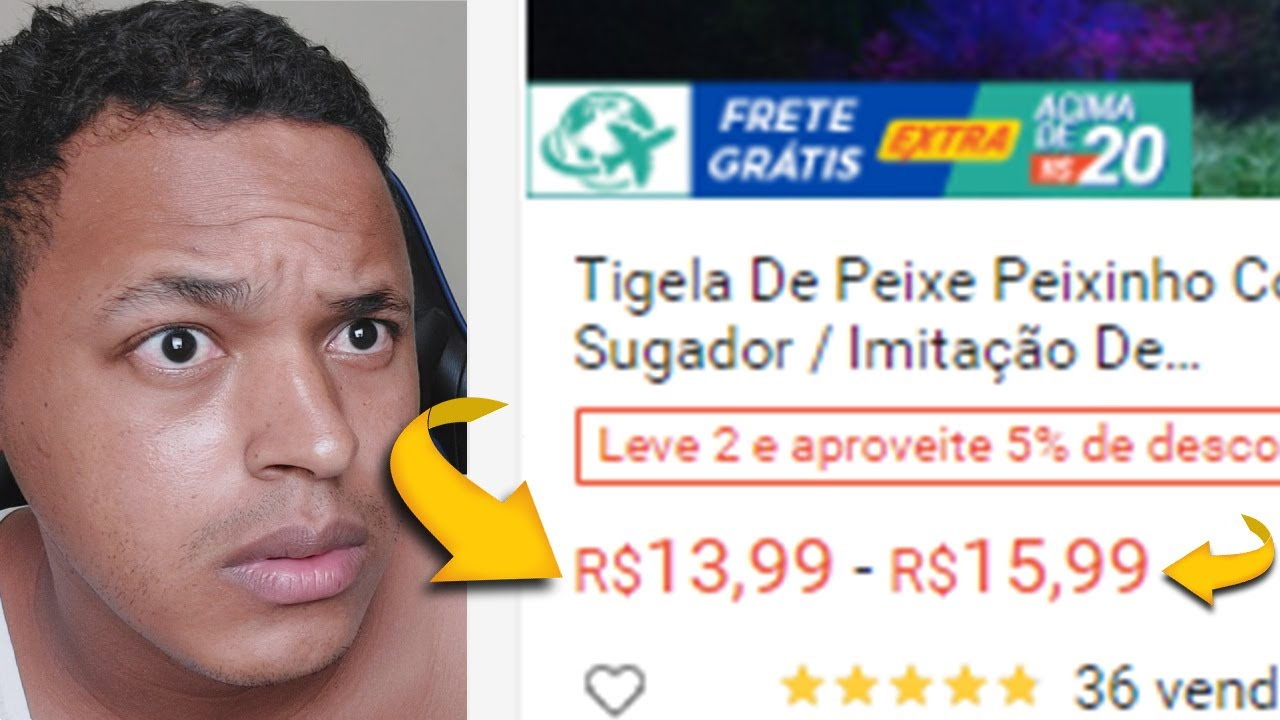 FRETE
GRÁTIS
EXTRA
ACIMA
DE
R$ 20
Tigela De Peixe Peixinho Co
Sugador / Imitação De...
Leve 2 e aproveite 5% de desco
R$13,99 - R$15,99
36 vend